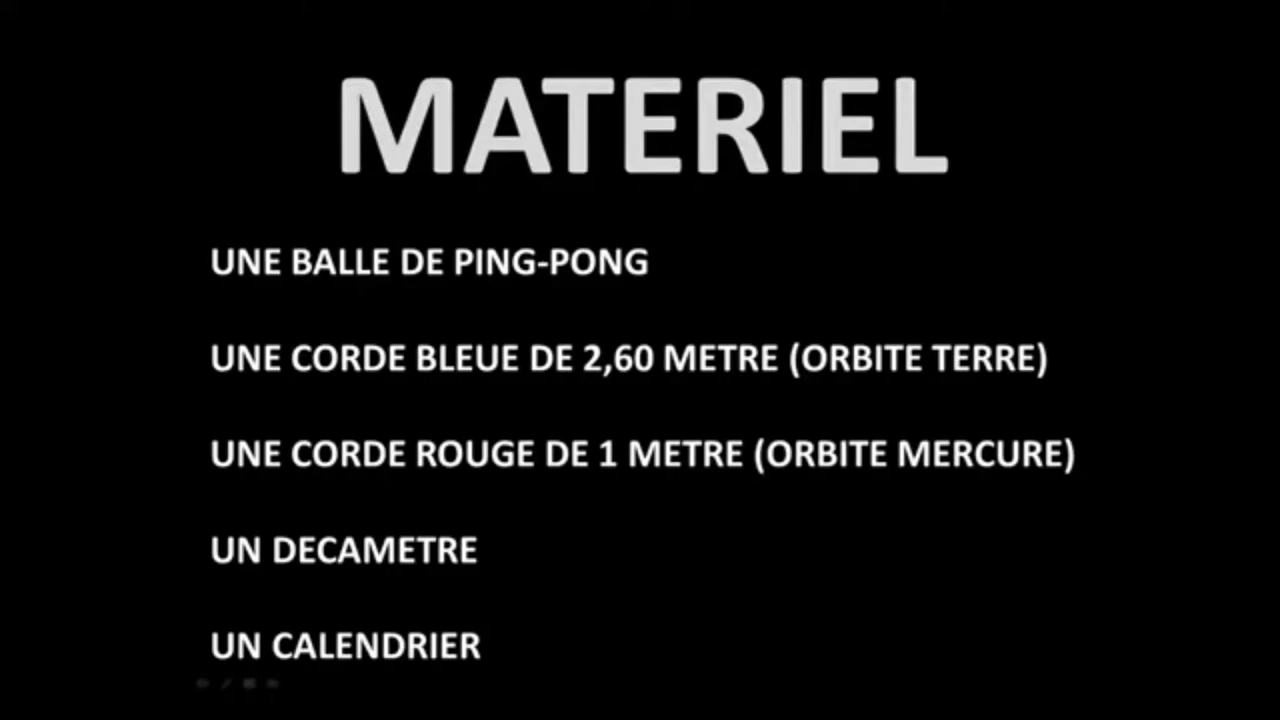 MATERIEL
UNE BALLE DE PING-PONG
UNE CORDE BLEUE DE 2,60 METRE (ORBITE TERRE)
UNE CORDE ROUGE DE 1 METRE (ORBITE MERCURE)
UN DECAMETRE
UN CALENDRIER